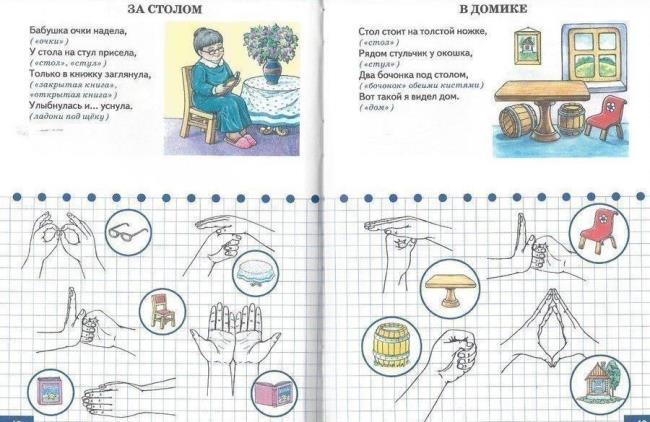 ЗА СТОЛОМ
Бабушка очки надела,
(«очки»)
У стола на стул присела,
(«стол», «стул»)
Только в книжку заглянула,
(«закрытая книга»,
«открытая книга»)
Улыбнулась и... уснула.
(ладони под щёку)
В ДОМИКЕ
Стол стоит на толстой ножке,
(«стол»)
Рядом стульчик у окошка,
(«стул»)
Два бочонка под столом,
(«бочонок» обеими кистями)
Вот такой я видел дом.
(«дом»)